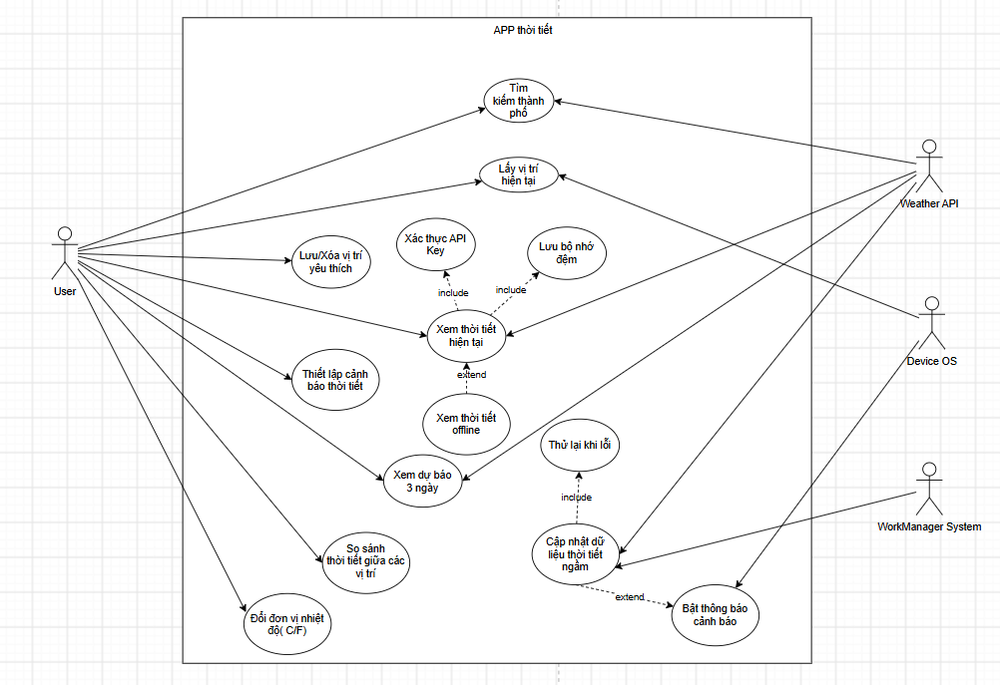 APP thời tiết
Tìm
kiếm thành
phố
Weather API
Lấy vị trí
hiện tại
User
Lưu/Xóa vị trí
yêu thích
Xác thực API
Key
Lưu bộ nhớ
đệm
include
include
Xem thời tiết
hiện tại
Device OS
Thiết lập cảnh
báo thời tiết
extend
Xem thời tiết
offline
Thử lại khi lỗi
Xem dự báo
3 ngày
include
WorkManager System
So sánh
thời tiết giữa các
vị trí
Cập nhật dữ
liệu thời tiết
ngầm
extend
Bật thông báo
cảnh báo
Đổi đơn vị nhiệt
độ( C/F)